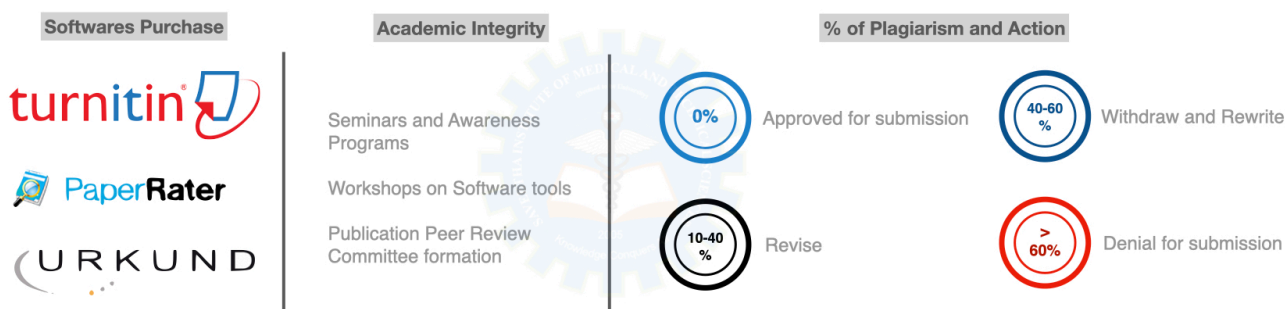 Softwares Purchase
turnitin®
PaperRater
URKUND
Academic Integrity
Seminars and Awareness
Programs
Workshops on Software tools
Publication Peer Review
Committee formation
% of Plagiarism and Action
0%
Approved for submission
40-60
%
Withdraw and Rewrite
10-40
%
Revise
>
60%
Denial for submission